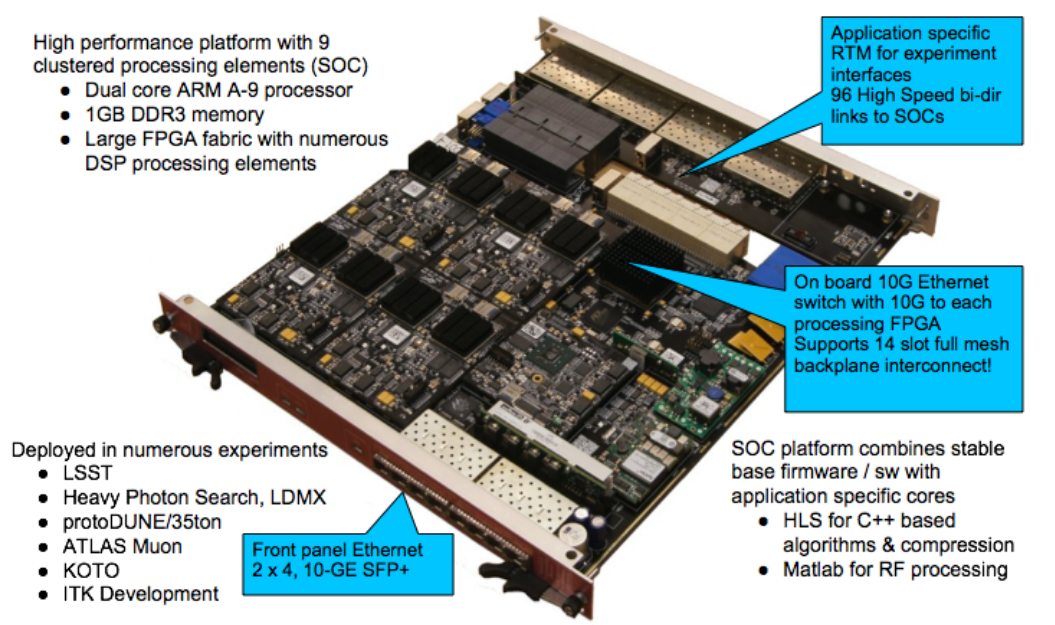 High performance platform with 9
clustered processing elements (SOC)
● Dual core ARM A-9 processor
● 1GB DDR3 memory
● Large FPGA fabric with numerous
DSP processing elements
Application specific
RTM for experiment
interfaces
96 High Speed bi-dir
links to SOCs
On board 10G Ethernet
switch with 10G to each
processing FPGA
Supports 14 slot full mesh
backplane interconnect!
Deployed in numerous experiments
● LSST
● Heavy Photon Search, LDMX
● protoDUNE/35ton
● ATLAS Muon
● KOTO
● ITK Development
Front panel Ethernet
2 x 4, 10-GE SFP+
SOC platform combines stable
base firmware / sw with
application specific cores
● HLS for C++ based
algorithms & compression
● Matlab for RF processing